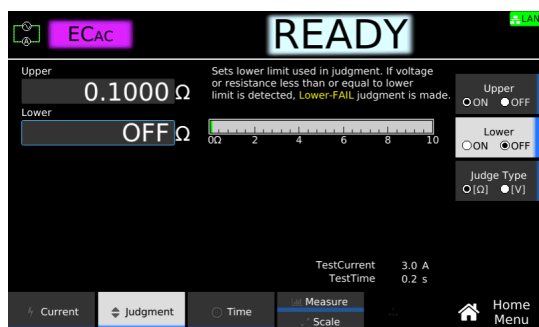 ECAC
READY
LAN
Upper
0.1000 Ω
Lower
OFF Ω
Sets lower limit used in judgment. If voltage
or resistance less than or equal to lower
limit is detected, Lower-FAIL judgment is made.
0Ω 2 4 6 8 10
Upper
ON OFF
Lower
ON OFF
Judge Type
[Ω] [V]
TestCurrent 3.0 A
TestTime 0.2 s
Current
Judgment
Time
Measure
Scale
Home
Menu